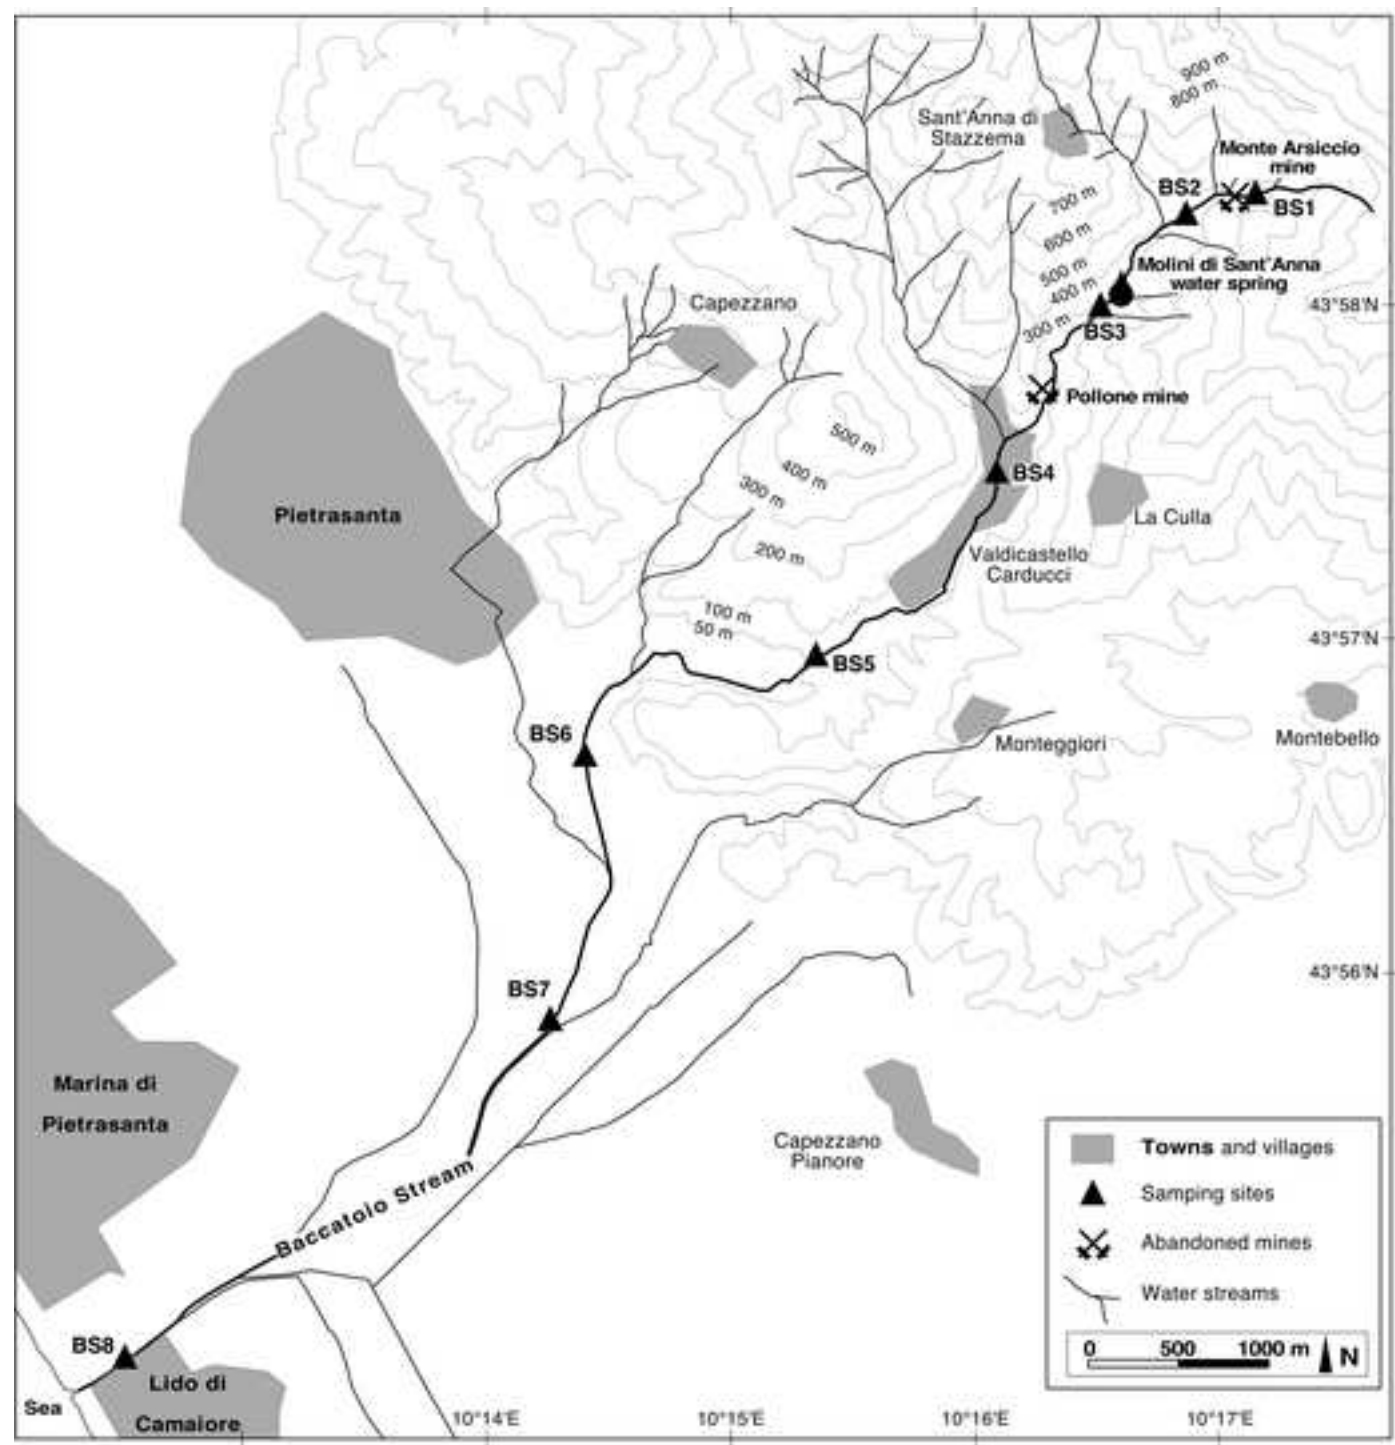 900 m
800 m
Sant'Anna di
Stazzema
Monte Arsiccio
mine
BS2
BS1
700 m
600 m
500 m
400 m
300 m
Molini di Sant'Anna
water spring
43°58'N
BS3
Capezzano
Pollone mine
500 m
400 m
300 m
200 m
100 m
50 m
BS4
La Culla
Pietrasanta
Valdicastello
Carducci
43°57'N
BS5
BS6
Monteggiori
Montebello
43°56'N
BS7
Marina di
Pietrasanta
Capezzano
Pianore
Baccatoio Stream
Towns and villages
Samping sites
Abandoned mines
Water streams
0 500 1000 m
N
BS8
Lido di
Camaiore
Sea
10°14'E 10°15'E 10°16'E 10°17'E